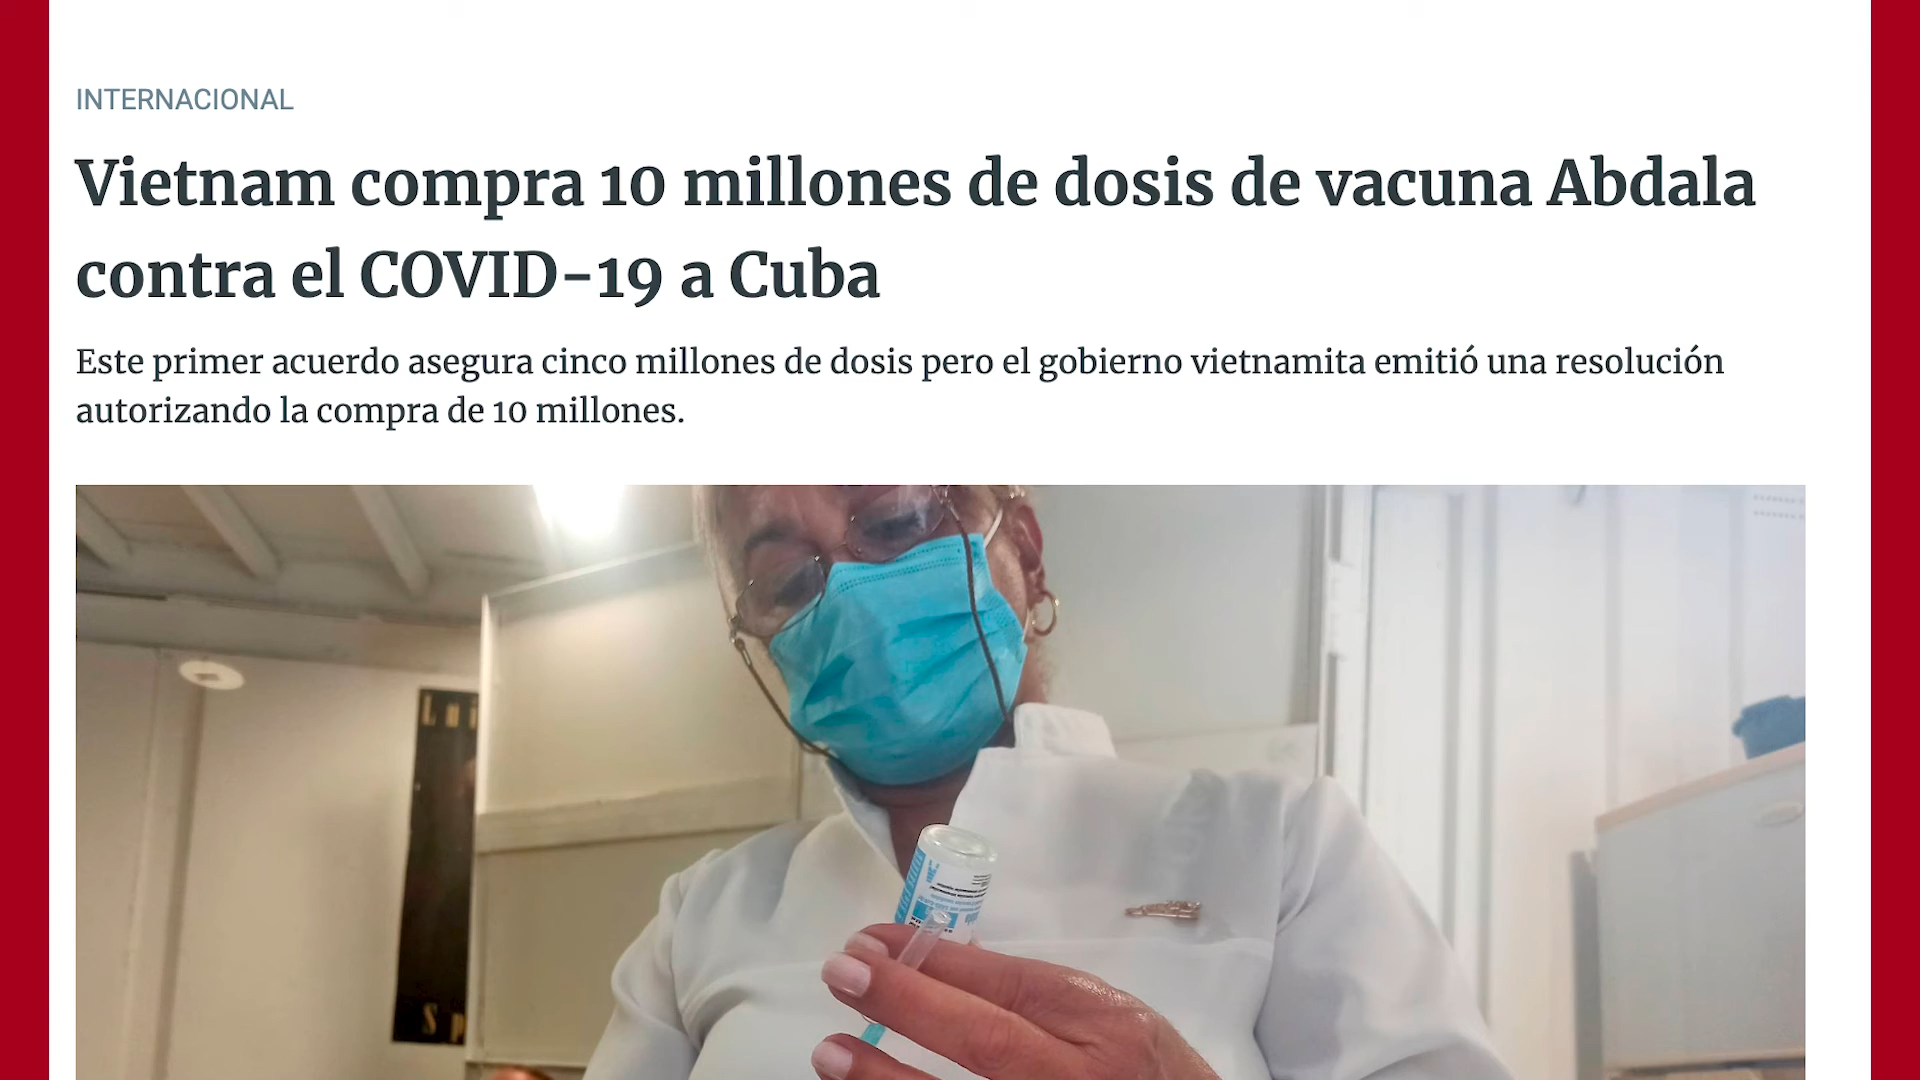 INTERNACIONAL
Vietnam compra 10 millones de dosis de vacuna Abdala
contra el COVID-19 a Cuba
Este primer acuerdo asegura cinco millones de dosis pero el gobierno vietnamita emitió una resolución
autorizando la compra de 10 millones.